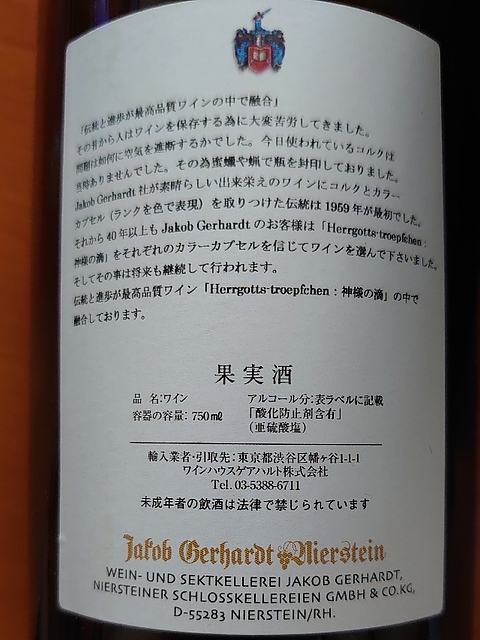 「伝統と進歩が最高品質ワインの中で融合」
その昔から人はワインを保存する為に大変苦労してきました。
問題は如何に空気を遮断するかでした。今日使われているコルクは
当時ありませんでした。その為蜜蠟や蝋で瓶を封印しておりました。
Jakob Gerhardt 社が素晴らしい出来栄えのワインにコルクとカラー
カプセル（ランクを色で表現）を取りつけた伝統は 1959 年が最初でした。
それから 40 年以上も Jakob Gerhardt のお客様は「Herrgotts-troepfchen :
神様の滴」をそれぞれのカラーカプセルを信じてワインを選んで下さいました。
そしてその事は将来も継続して行われます。
伝統と進歩が最高品質ワイン「Herrgotts-troepfchen : 神様の滴」の中で
融合しております。
果実酒
品 名:ワイン アルコール分:表ラベルに記載
容器の容量: 750㎖ 「酸化防止剤含有」
（亜硫酸塩）
輸入業者・引取先：東京都渋谷区幡ヶ谷1-1-1
ワインハウスゲアハルト株式会社
Tel. 03-5388-6711
未成年者の飲酒は法律で禁じられています
Jakob Gerhardt Nierstein
WEIN- UND SEKTKELLEREI JAKOB GERHARDT,
NIERSTEINER SCHLOSSKELLEREIEN GMBH & CO.KG,
D-55283 NIERSTEIN/RH.